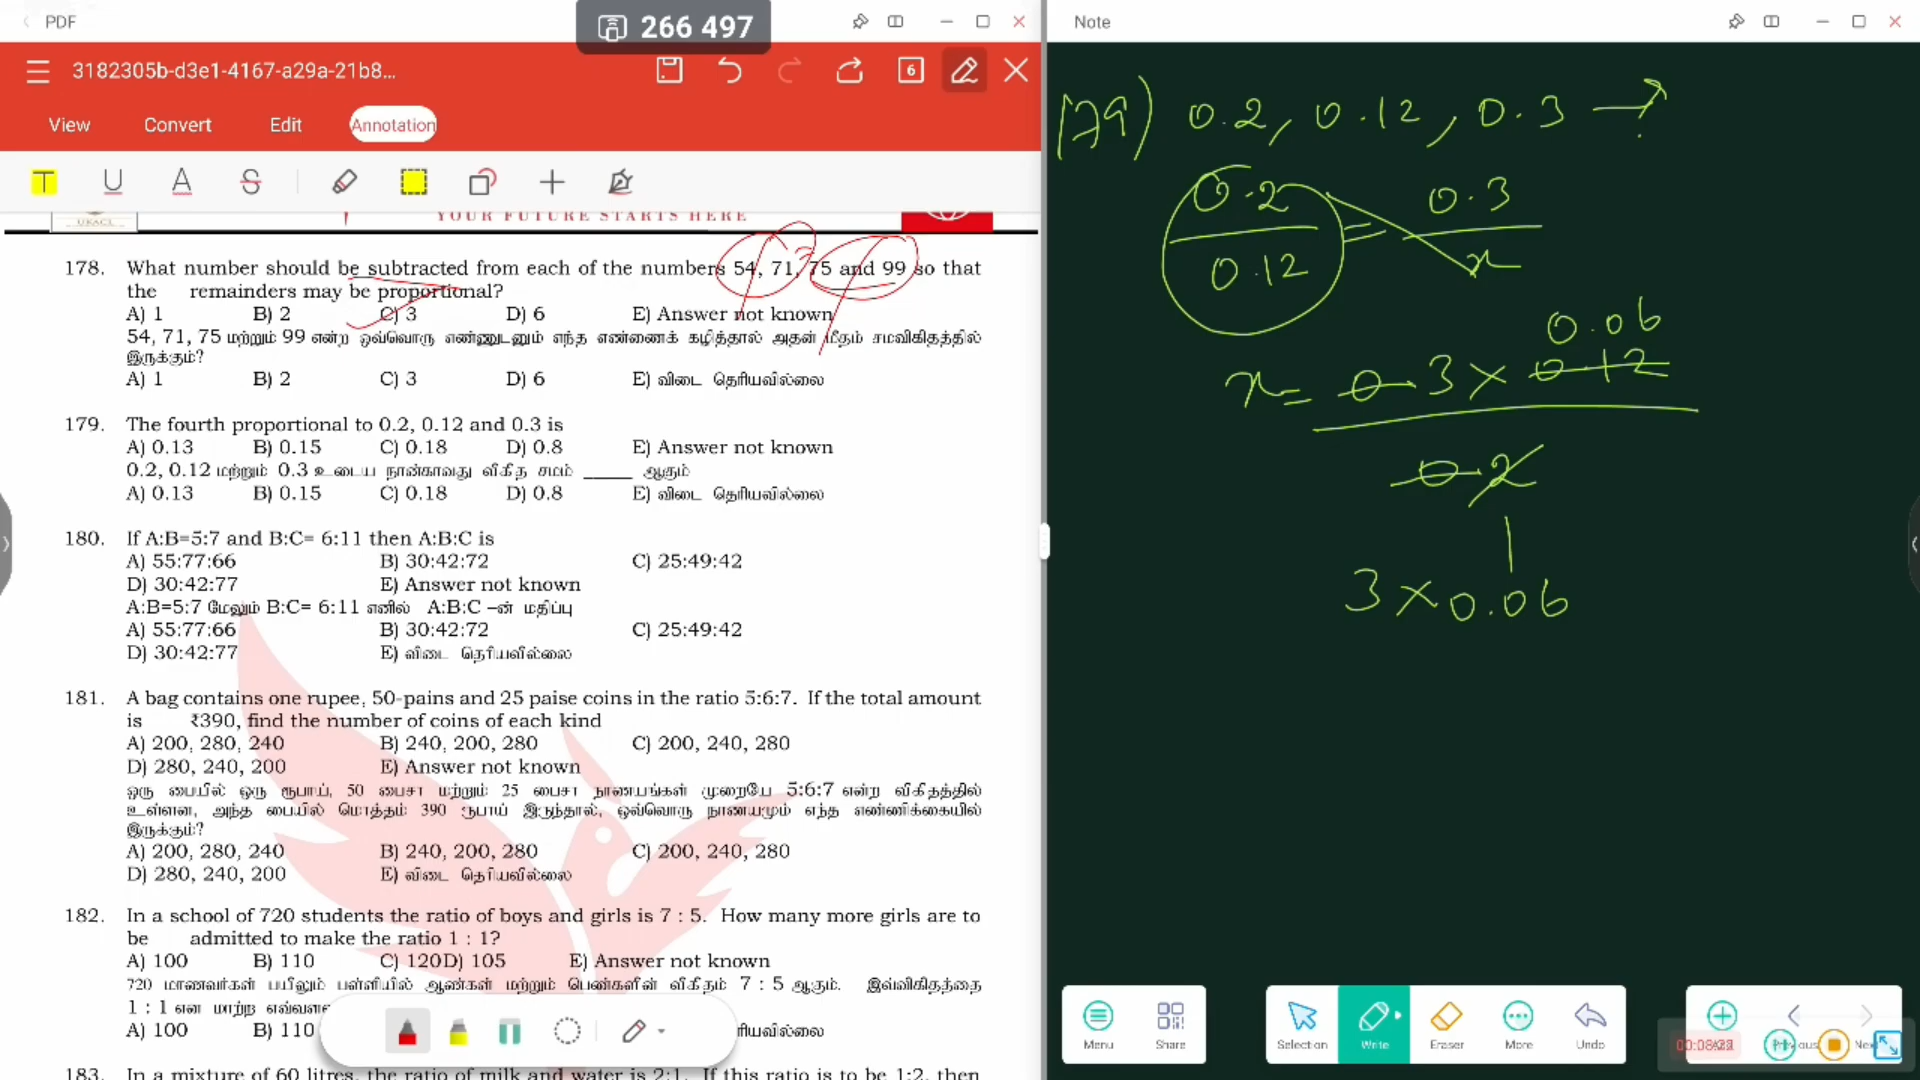 PDF
266 497
Note
3182305b-d3e1-4167-a29a-21b8...
6
View Convert Edit Annotation
T U A S
YOUR FUTURE STARTS HERE
178. What number should be subtracted from each of the numbers 54, 71, 75 and 99 so that
the remainders may be proportional?
A) 1 B) 2 C) 3 D) 6 E) Answer not known
54, 71, 75 மற்றும் 99 என்ற ஒவ்வொரு எண்ணுடனும் எந்த எண்ணைக் கழித்தால் அதன் மீதம் சமவிகிதத்தில்
இருக்கும்?
A) 1 B) 2 C) 3 D) 6 E) விடை தெரியவில்லை
179. The fourth proportional to 0.2, 0.12 and 0.3 is
A) 0.13 B) 0.15 C) 0.18 D) 0.8 E) Answer not known
0.2, 0.12 மற்றும் 0.3 உடைய நான்காவது விகித சமம் _____ ஆகும்
A) 0.13 B) 0.15 C) 0.18 D) 0.8 E) விடை தெரியவில்லை
180. If A:B=5:7 and B:C= 6:11 then A:B:C is
A) 55:77:66 B) 30:42:72 C) 25:49:42
D) 30:42:77 E) Answer not known
A:B=5:7 மேலும் B:C= 6:11 எனில் A:B:C –ன் மதிப்பு
A) 55:77:66 B) 30:42:72 C) 25:49:42
D) 30:42:77 E) விடை தெரியவில்லை
181. A bag contains one rupee, 50-pains and 25 paise coins in the ratio 5:6:7. If the total amount
is ₹390, find the number of coins of each kind
A) 200, 280, 240 B) 240, 200, 280 C) 200, 240, 280
D) 280, 240, 200 E) Answer not known
ஒரு பையில் ஒரு ரூபாய், 50 பைசா மற்றும் 25 பைசா நாணயங்கள் முறையே 5:6:7 என்ற விகிதத்தில்
உள்ளன, அந்த பையில் மொத்தம் 390 ரூபாய் இருந்தால், ஒவ்வொரு நாணயமும் எந்த எண்ணிக்கையில்
இருக்கும்?
A) 200, 280, 240 B) 240, 200, 280 C) 200, 240, 280
D) 280, 240, 200 E) விடை தெரியவில்லை
182. In a school of 720 students the ratio of boys and girls is 7 : 5. How many more girls are to
be admitted to make the ratio 1 : 1?
A) 100 B) 110 C) 120D) 105 E) Answer not known
720 மாணவர்கள் பயிலும் பள்ளியில் ஆண்கள் மற்றும் பெண்களின் விகிதம் 7 : 5 ஆகும். இவ்விகிதத்தை
1 : 1 என மாற்ற
A) 100 B) 110
183. In a mixture of 60 litres, the ratio of milk and water is 2:1. If this ratio is to be 1:2, then
179) 0.2, 0.12, 0.3 → ?
0.2 = 0.3
0.12 x
0.06
x = 0.3 × 0.12
0.2
1
3 × 0.06
Menu Share Selection Write Eraser More Undo